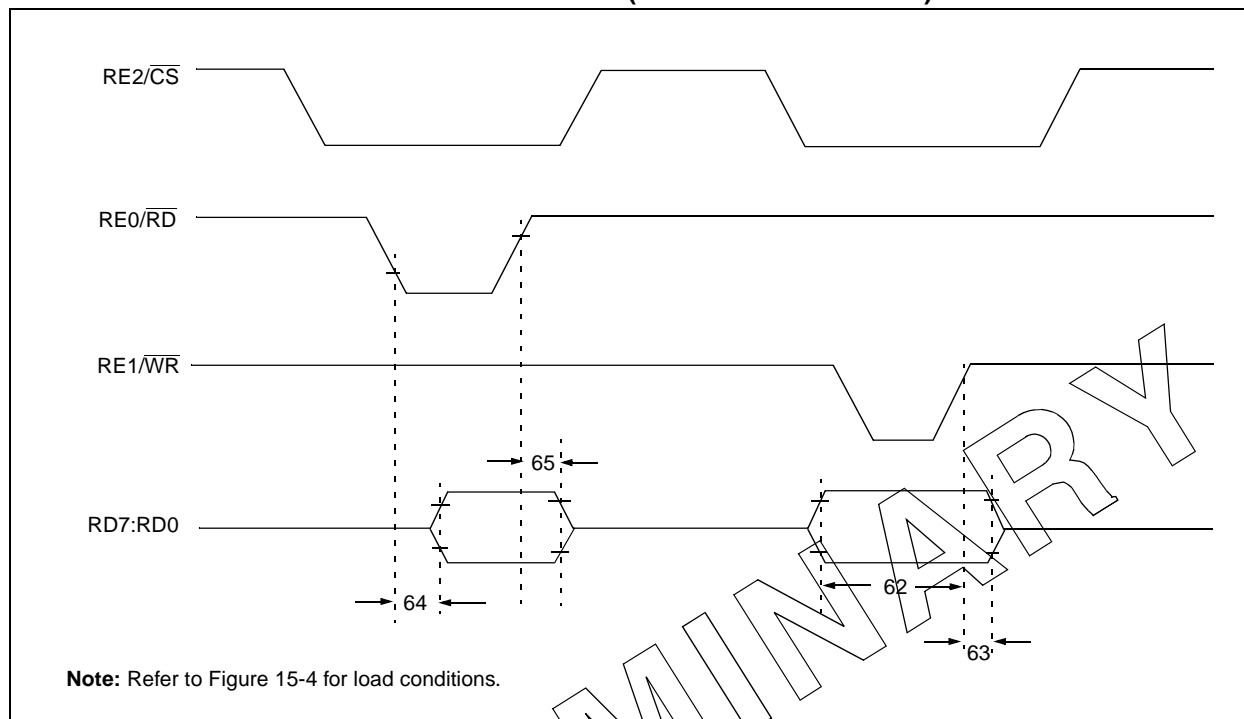 RE2/CS
RE0/RD
RE1/WR
65
RD7:RD0
62
64
63
Note: Refer to Figure 15-4 for load conditions.
MINARY